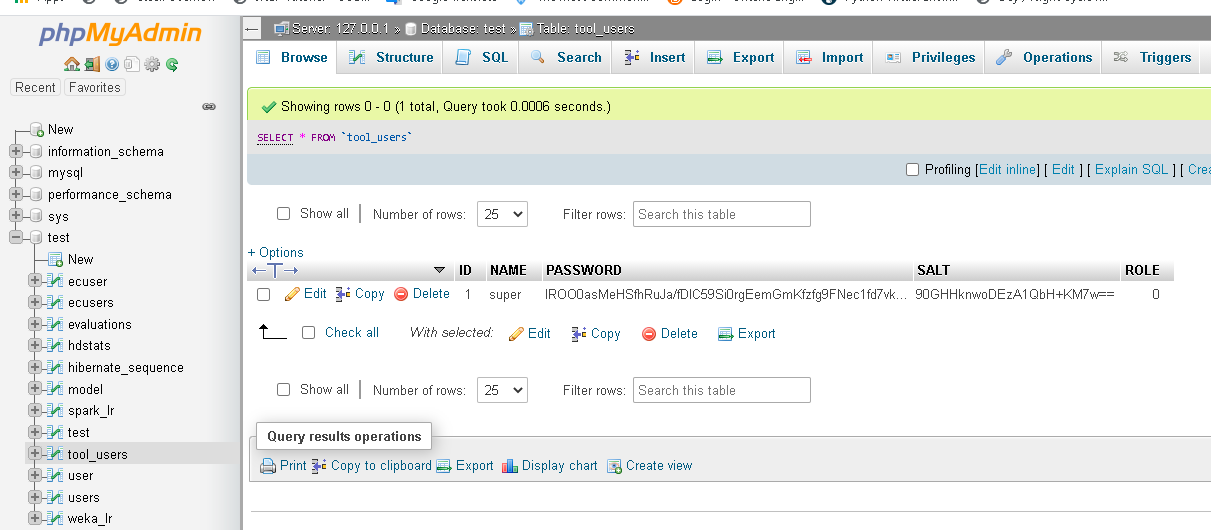 phpMyAdmin
Recent Favorites
New
information_schema
mysql
performance_schema
sys
test
New
ecuser
ecusers
evaluations
hdstats
hibernate_sequence
model
spark_lr
test
tool_users
user
users
weka_lr
Server: 127.0.0.1 » Database: test » Table: tool_users
Browse Structure SQL Search Insert Export Import Privileges Operations Triggers
Showing rows 0 - 0 (1 total, Query took 0.0006 seconds.)
SELECT * FROM `tool_users`
Profiling [Edit inline] [ Edit ] [ Explain SQL ] [
Show all | Number of rows: 25 Filter rows: Search this table
+ Options
←T→ ID NAME PASSWORD SALT ROLE
Edit Copy Delete 1 super 90GHHknwoDEzA1QbH+KM7w== 0
Check all With selected: Edit Copy Delete Export
Show all | Number of rows: 25 Filter rows: Search this table
Query results operations
Print Copy to clipboard Export Display chart Create view